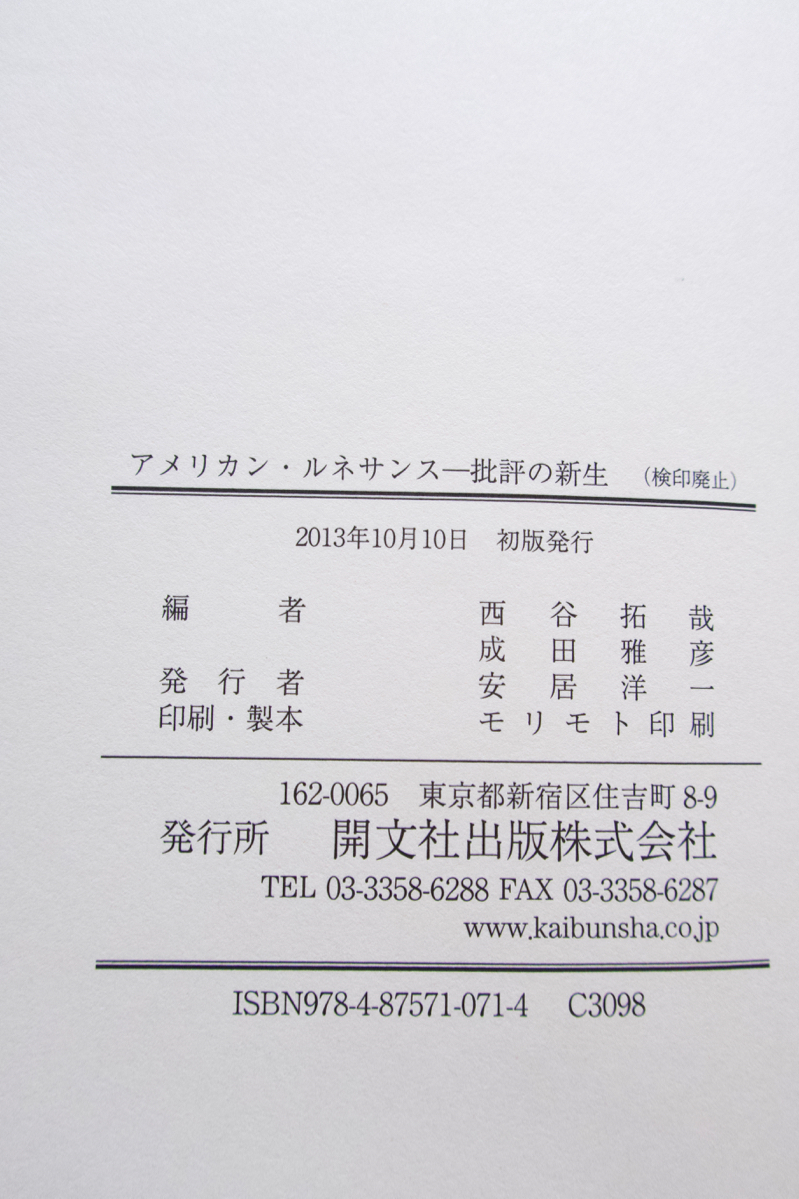 アメリカン・ルネサンス―批評の新生 （検印廃止）
2013年10月10日 初版発行
編者 西谷拓哉
成田雅彦
発行者 安居洋一
印刷・製本 モリモト印刷
162-0065 東京都新宿区住吉町 8-9
発行所 開文社出版株式会社
TEL 03-3358-6288 FAX 03-3358-6287
www.kaibunsha.co.jp
ISBN978-4-87571-071-4 C3098